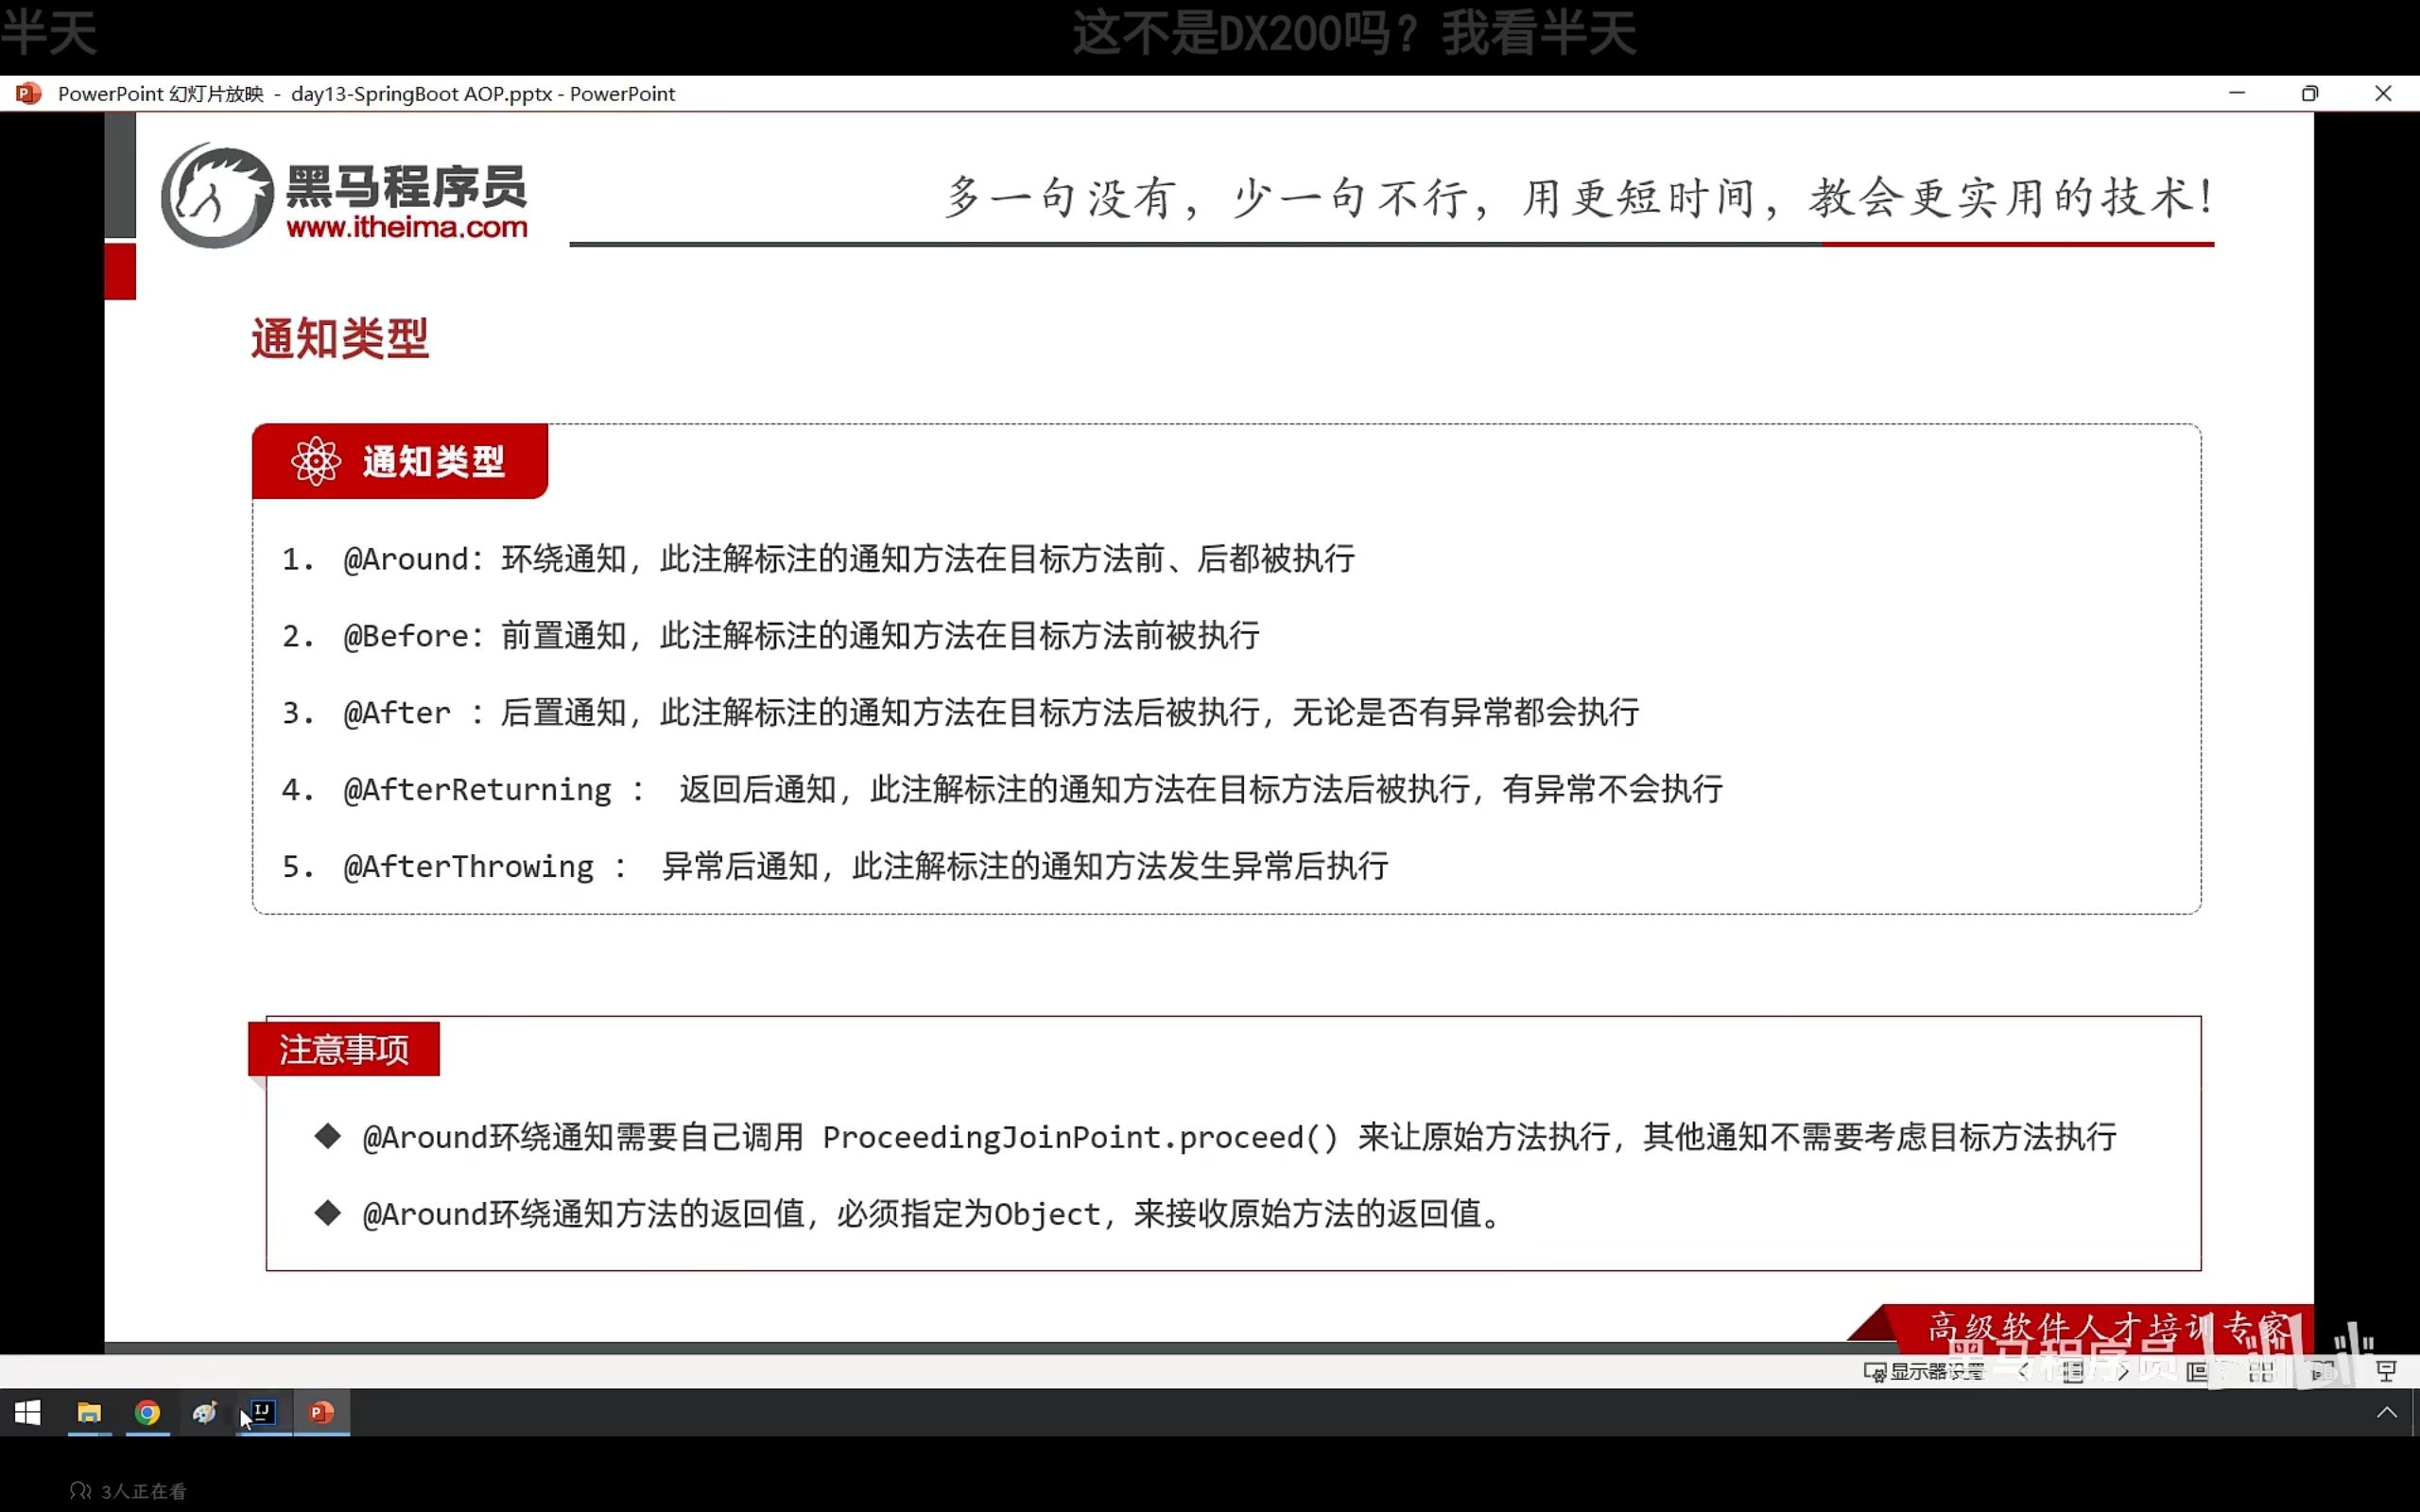 半天
这不是DX200吗？我看半天
PowerPoint 幻灯片放映 - day13-SpringBoot AOP.pptx - PowerPoint
黑马程序员
www.itheima.com
多一句没有，少一句不行，用更短时间，教会更实用的技术！
通知类型
通知类型
1. @Around：环绕通知，此注解标注的通知方法在目标方法前、后都被执行
2. @Before：前置通知，此注解标注的通知方法在目标方法前被执行
3. @After ：后置通知，此注解标注的通知方法在目标方法后被执行，无论是否有异常都会执行
4. @AfterReturning ： 返回后通知，此注解标注的通知方法在目标方法后被执行，有异常不会执行
5. @AfterThrowing ： 异常后通知，此注解标注的通知方法发生异常后执行
注意事项
◆ @Around环绕通知需要自己调用 ProceedingJoinPoint.proceed() 来让原始方法执行，其他通知不需要考虑目标方法执行
◆ @Around环绕通知方法的返回值，必须指定为Object，来接收原始方法的返回值。
高级软件人才培训专家
黑马程序员
显示器设置
3人正在看